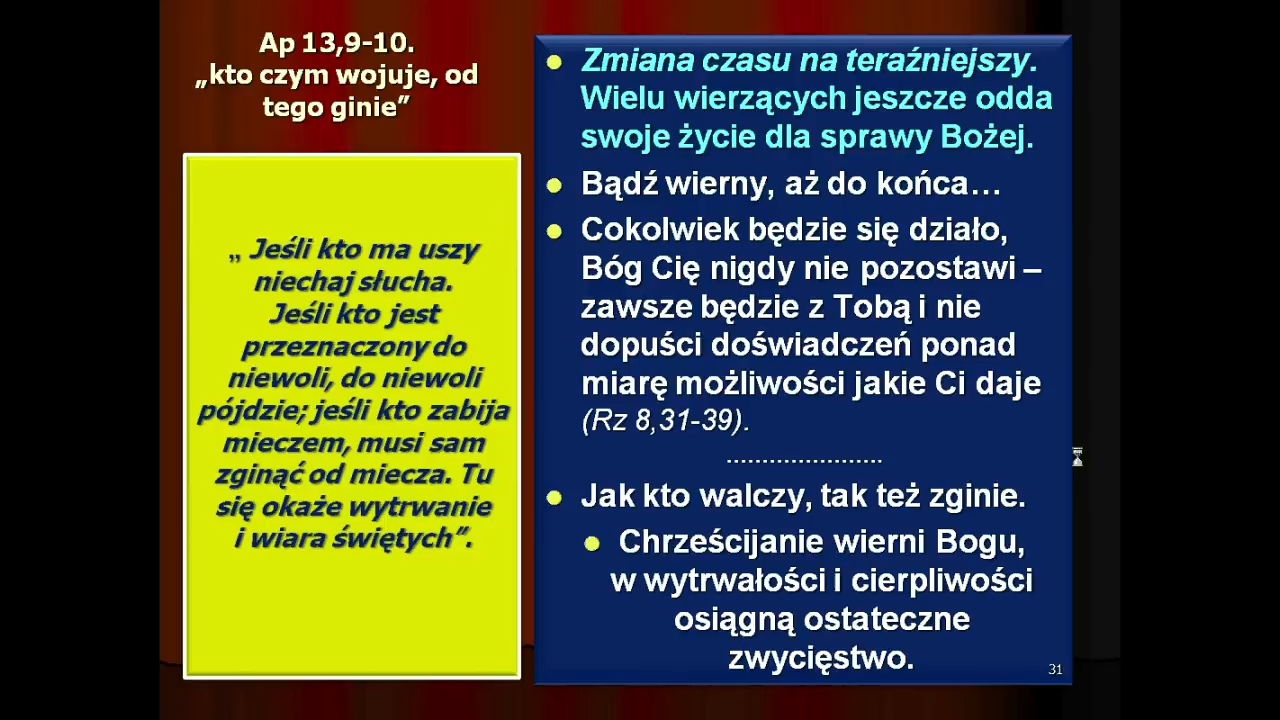 Ap 13,9-10.
„kto czym wojuje, od
tego ginie”
„ Jeśli kto ma uszy
niechaj słucha.
Jeśli kto jest
przeznaczony do
niewoli, do niewoli
pójdzie; jeśli kto zabija
mieczem, musi sam
zginąć od miecza. Tu
się okaże wytrwanie
i wiara świętych”.
Zmiana czasu na teraźniejszy.
Wielu wierzących jeszcze odda
swoje życie dla sprawy Bożej.
Bądź wierny, aż do końca…
Cokolwiek będzie się działo,
Bóg Cię nigdy nie pozostawi –
zawsze będzie z Tobą i nie
dopuści doświadczeń ponad
miarę możliwości jakie Ci daje
(Rz 8,31-39).
......................
Jak kto walczy, tak też zginie.
Chrześcijanie wierni Bogu,
w wytrwałości i cierpliwości
osiągną ostateczne
zwycięstwo.
31